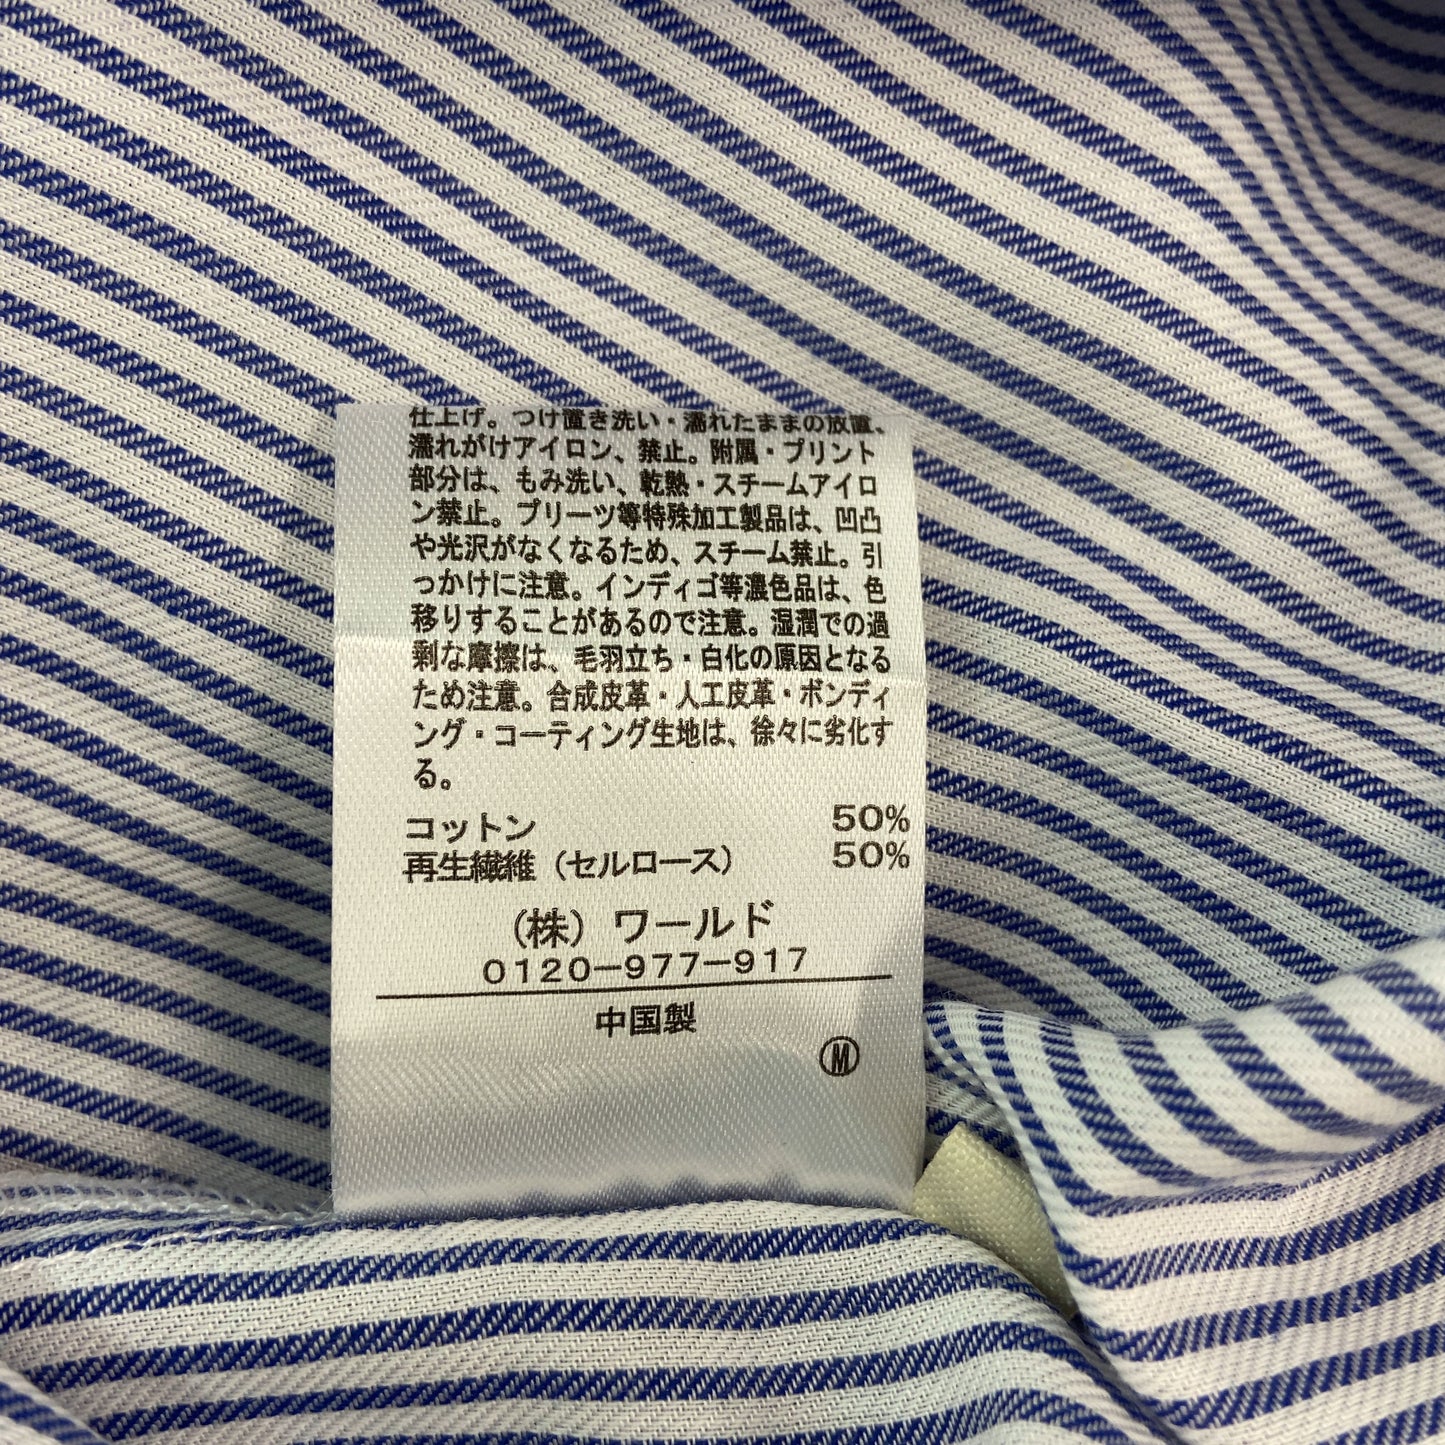 仕上げ。つけ置き洗い・濡れたままの放置、
濡れがけアイロン、禁止。附属・プリント
部分は、もみ洗い、乾熱・スチームアイロ
ン禁止。プリーツ等特殊加工製品は、凹凸
や光沢がなくなるため、スチーム禁止。引
っかけに注意。インディゴ等濃色品は、色
移りすることがあるので注意。湿潤での過
剰な摩擦は、毛羽立ち・白化の原因となる
ため注意。合成皮革・人工皮革・ボンディ
ング・コーティング生地は、徐々に劣化す
る。
コットン 50%
再生繊維（セルロース） 50%
（株）ワールド
0120-977-917
中国製
Ⓜ